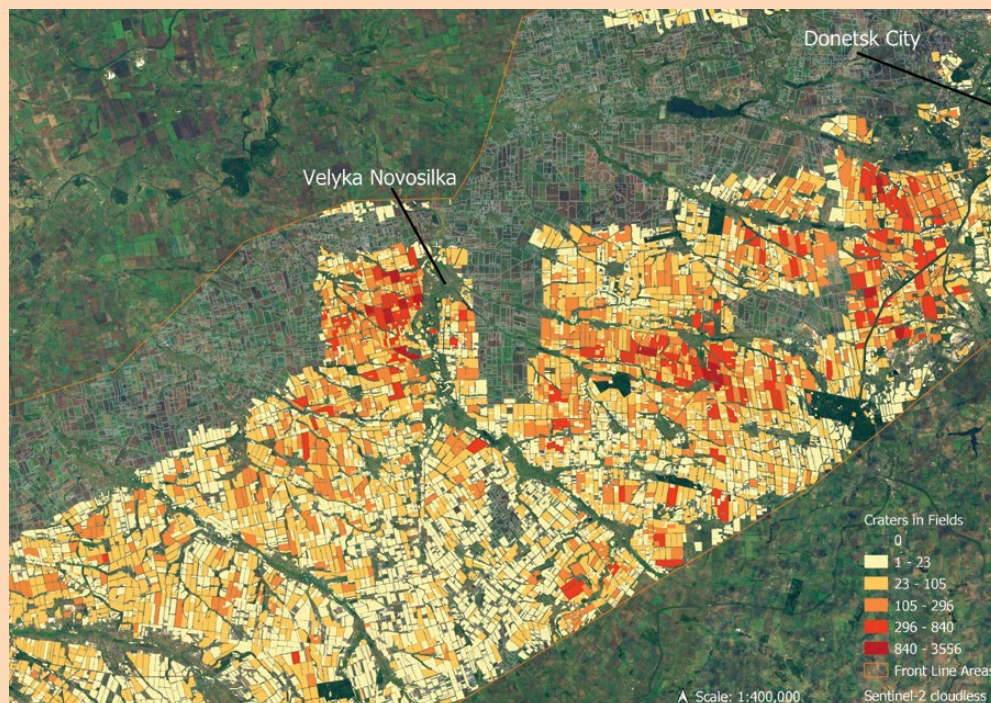 Donetsk City
Velyka Novosilka
Craters in Fields
0
1 - 23
23 - 105
105 - 296
296 - 840
840 - 3556
Front Line Areas
Scale: 1:400,000
Sentinel-2 cloudless